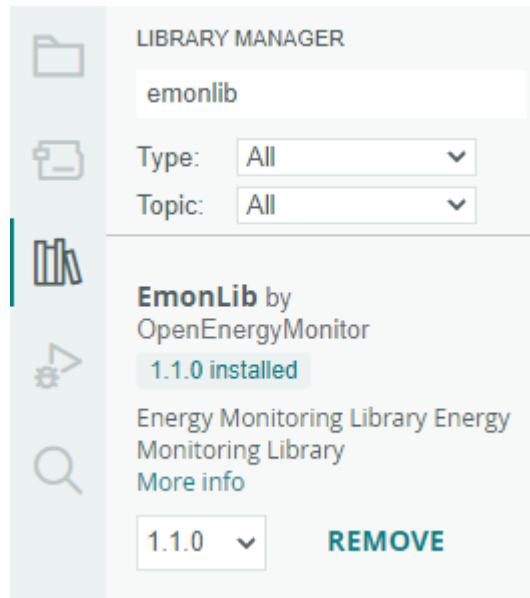 LIBRARY MANAGER
emonlib
Type: All
Topic: All
EmonLib by
OpenEnergyMonitor
1.1.0 installed
Energy Monitoring Library Energy
Monitoring Library
More info
1.1.0 REMOVE